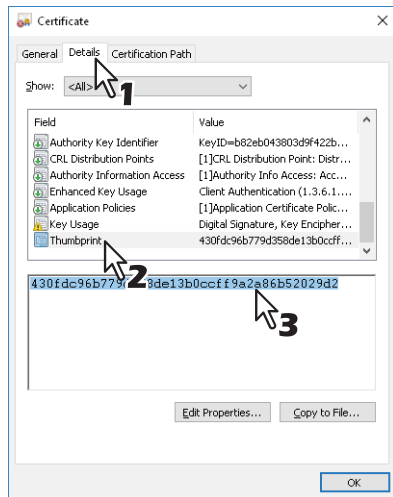 Certificate
General Details Certification Path
1
Show: <All>
Field Value
Authority Key Identifier KeyID=b82eb043803d9f422b...
CRL Distribution Points [1]CRL Distribution Point: Distr...
Authority Information Access [1]Authority Info Access: Acc...
Enhanced Key Usage Client Authentication (1.3.6.1....
Application Policies [1]Application Certificate Polic...
Key Usage Digital Signature, Key Encipher...
Thumbprint 430fdc96b779d358de13b0ccff...
2
430fdc96b779 8de13b0ccff9a2a86b52029d2
3
Edit Properties... Copy to File...
OK